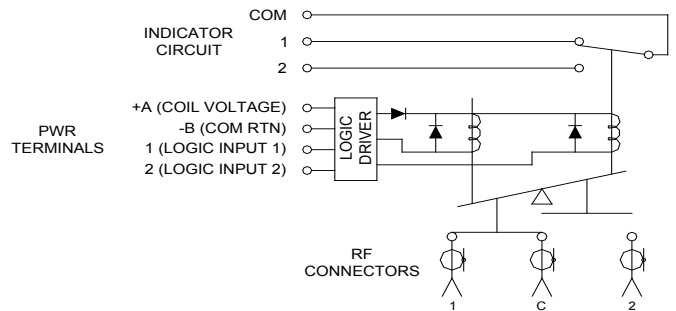 COM
INDICATOR
CIRCUIT
1
2
+A (COIL VOLTAGE)
-B (COM RTN)
1 (LOGIC INPUT 1)
2 (LOGIC INPUT 2)
PWR
TERMINALS
LOGIC
DRIVER
RF
CONNECTORS
1
C
2